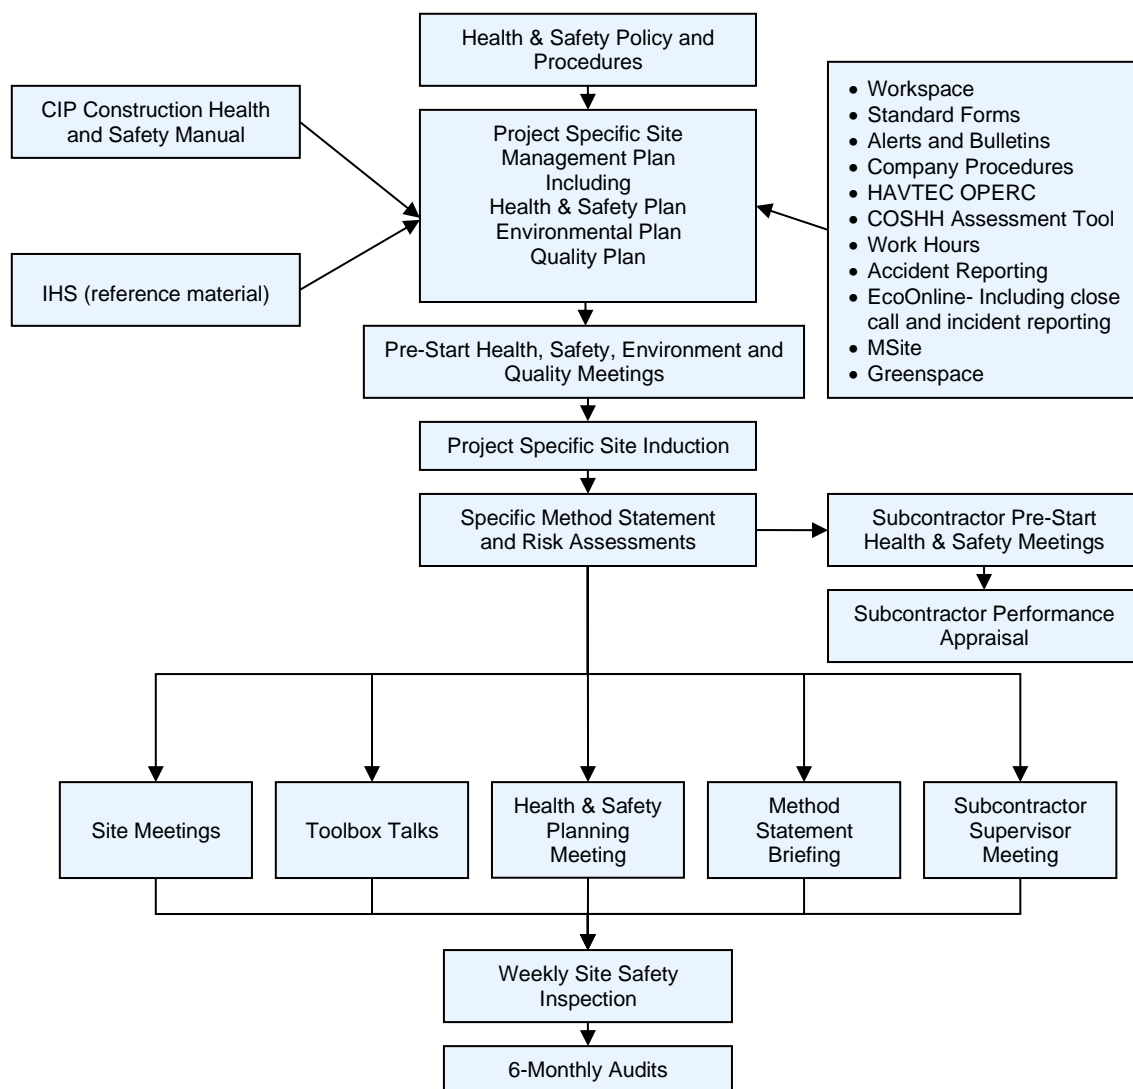 Health & Safety Policy and
Procedures
CIP Construction Health
and Safety Manual
IHS (reference material)
Project Specific Site
Management Plan
Including
Health & Safety Plan
Environmental Plan
Quality Plan
• Workspace
• Standard Forms
• Alerts and Bulletins
• Company Procedures
• HAVTEC OPERC
• COSHH Assessment Tool
• Work Hours
• Accident Reporting
• EcoOnline- Including close
call and incident reporting
• MSite
• Greenspace
Pre-Start Health, Safety, Environment and
Quality Meetings
Project Specific Site Induction
Specific Method Statement
and Risk Assessments
Subcontractor Pre-Start
Health & Safety Meetings
Subcontractor Performance
Appraisal
Site Meetings
Toolbox Talks
Health & Safety
Planning
Meeting
Method
Statement
Briefing
Subcontractor
Supervisor
Meeting
Weekly Site Safety
Inspection
6-Monthly Audits